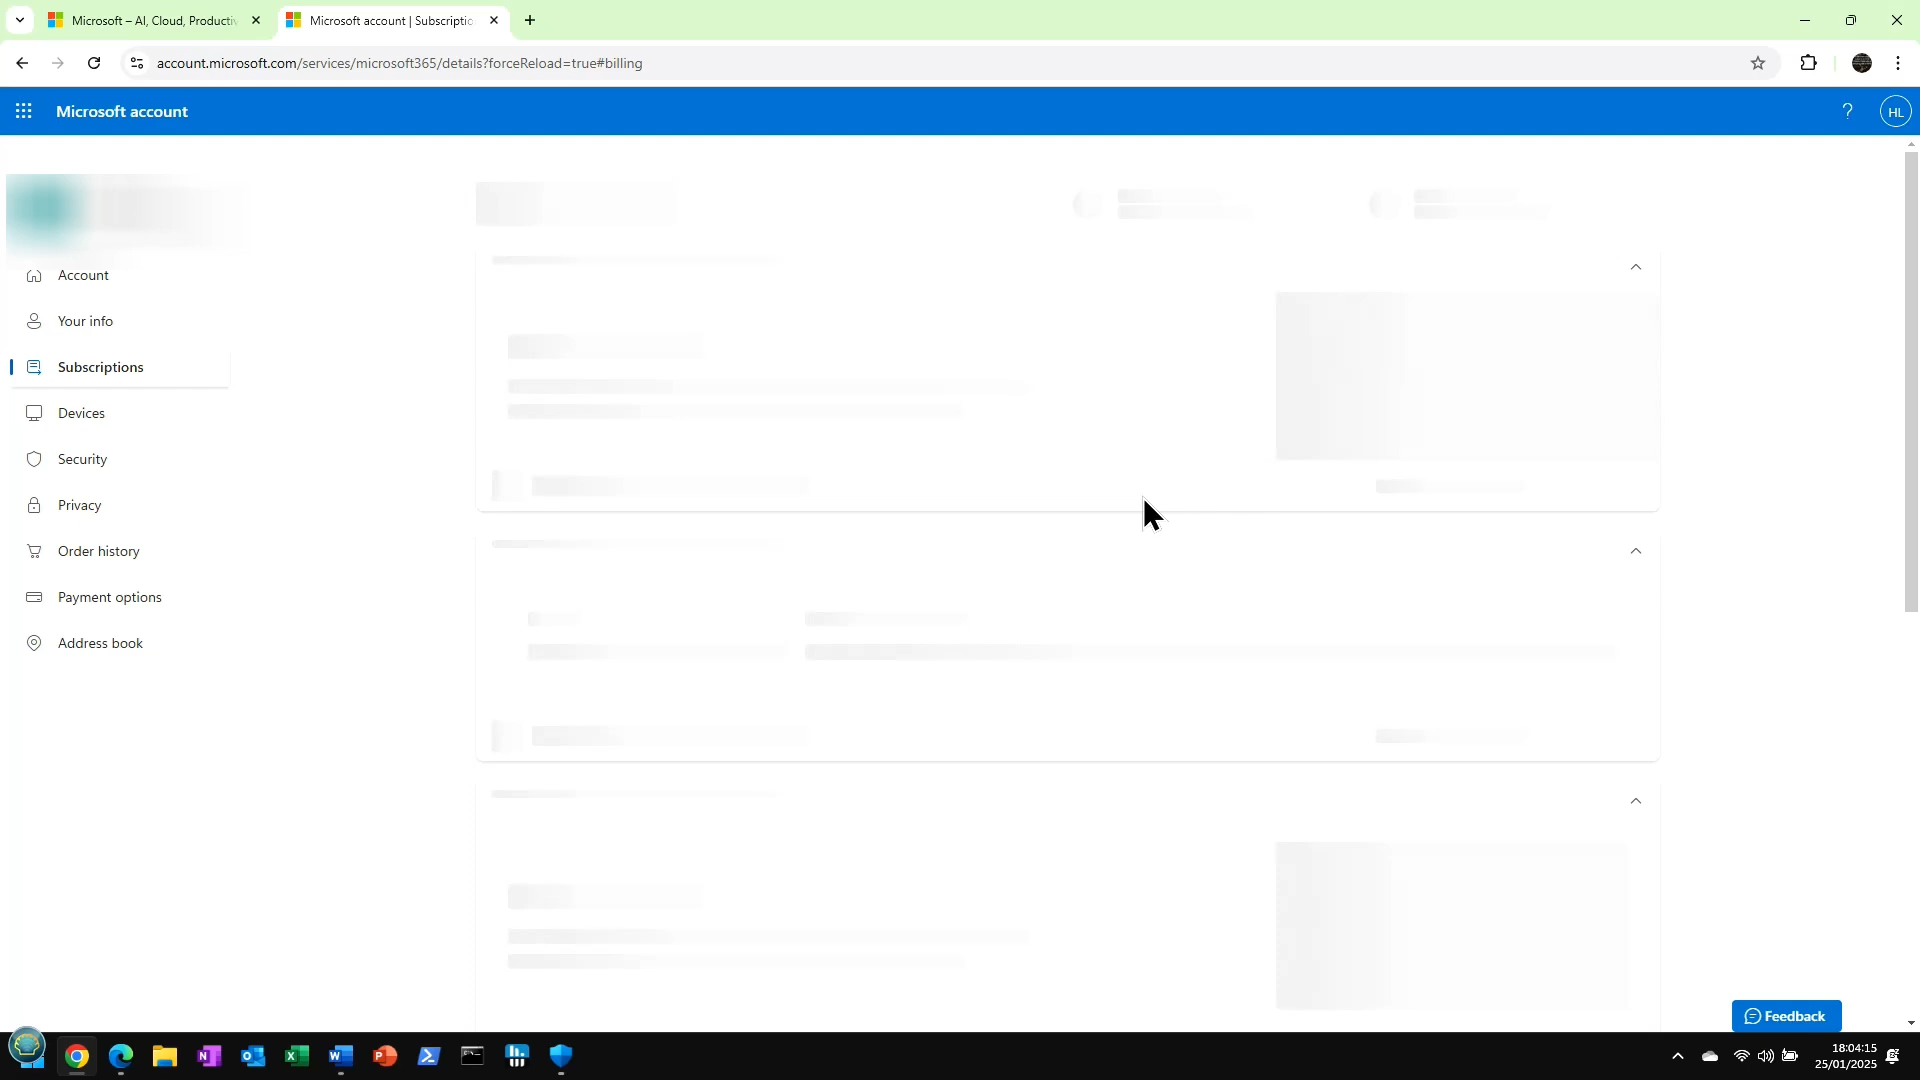 Microsoft – AI, Cloud, Productiv
Microsoft account | Subscriptio
account.microsoft.com/services/microsoft365/details?forceReload=true#billing
Microsoft account
?
HL
Account
Your info
Subscriptions
Devices
Security
Privacy
Order history
Payment options
Address book
Feedback
18:04:15
25/01/2025